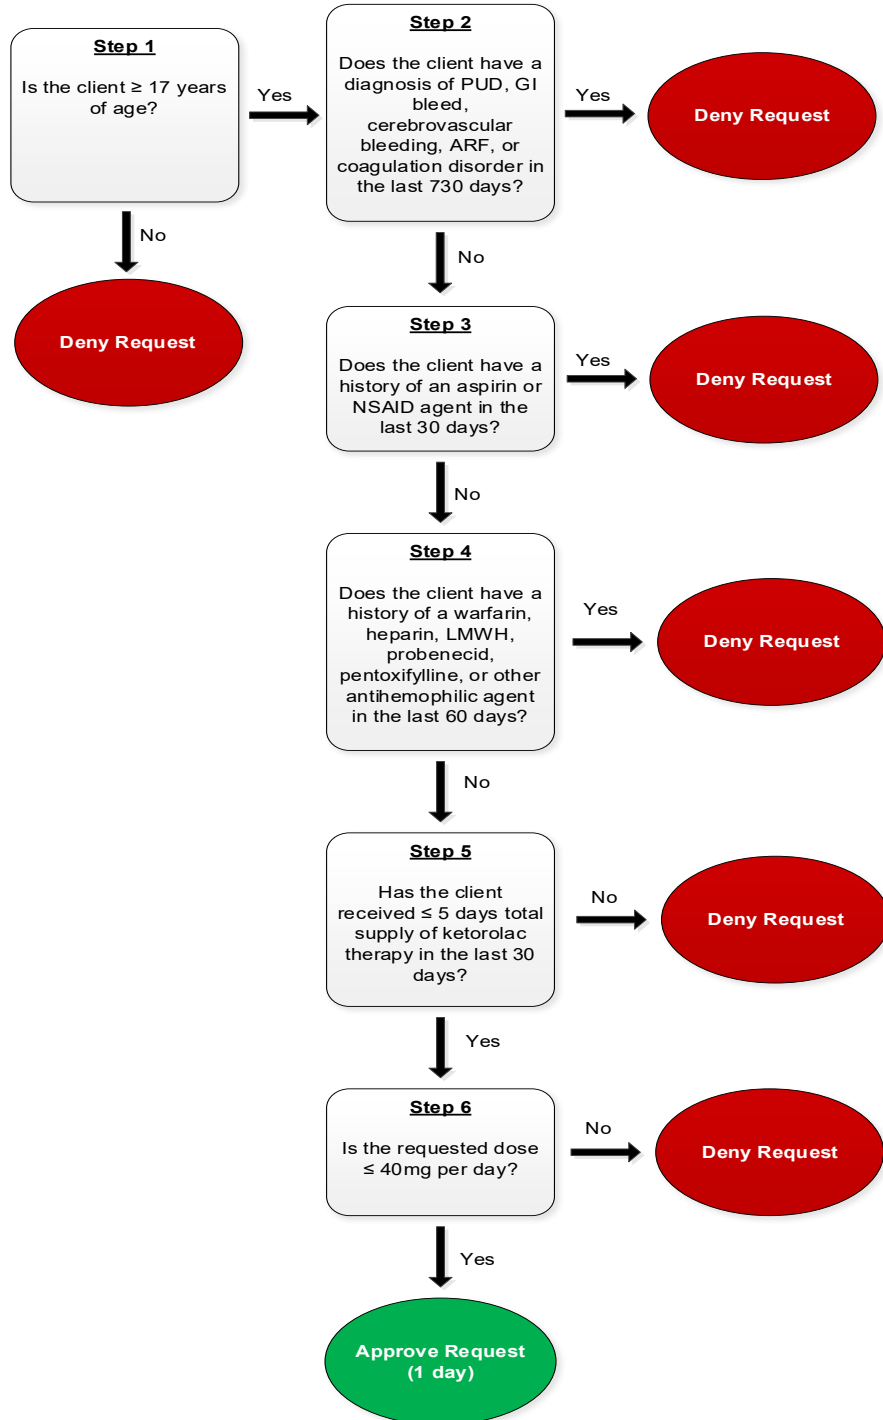 Step 1
Is the client ≥ 17 years
of age?
Yes
No
Deny Request
Step 2
Does the client have a
diagnosis of PUD, GI
bleed,
cerebrovascular
bleeding, ARF, or
coagulation disorder in
the last 730 days?
Yes
Deny Request
No
Step 3
Does the client have a
history of an aspirin or
NSAID agent in the
last 30 days?
Yes
Deny Request
No
Step 4
Does the client have a
history of a warfarin,
heparin, LMWH,
probenecid,
pentoxifylline, or other
antihemophilic agent
in the last 60 days?
Yes
Deny Request
No
Step 5
Has the client
received ≤ 5 days total
supply of ketorolac
therapy in the last 30
days?
No
Deny Request
Yes
Step 6
Is the requested dose
≤ 40mg per day?
No
Deny Request
Yes
Approve Request
(1 day)